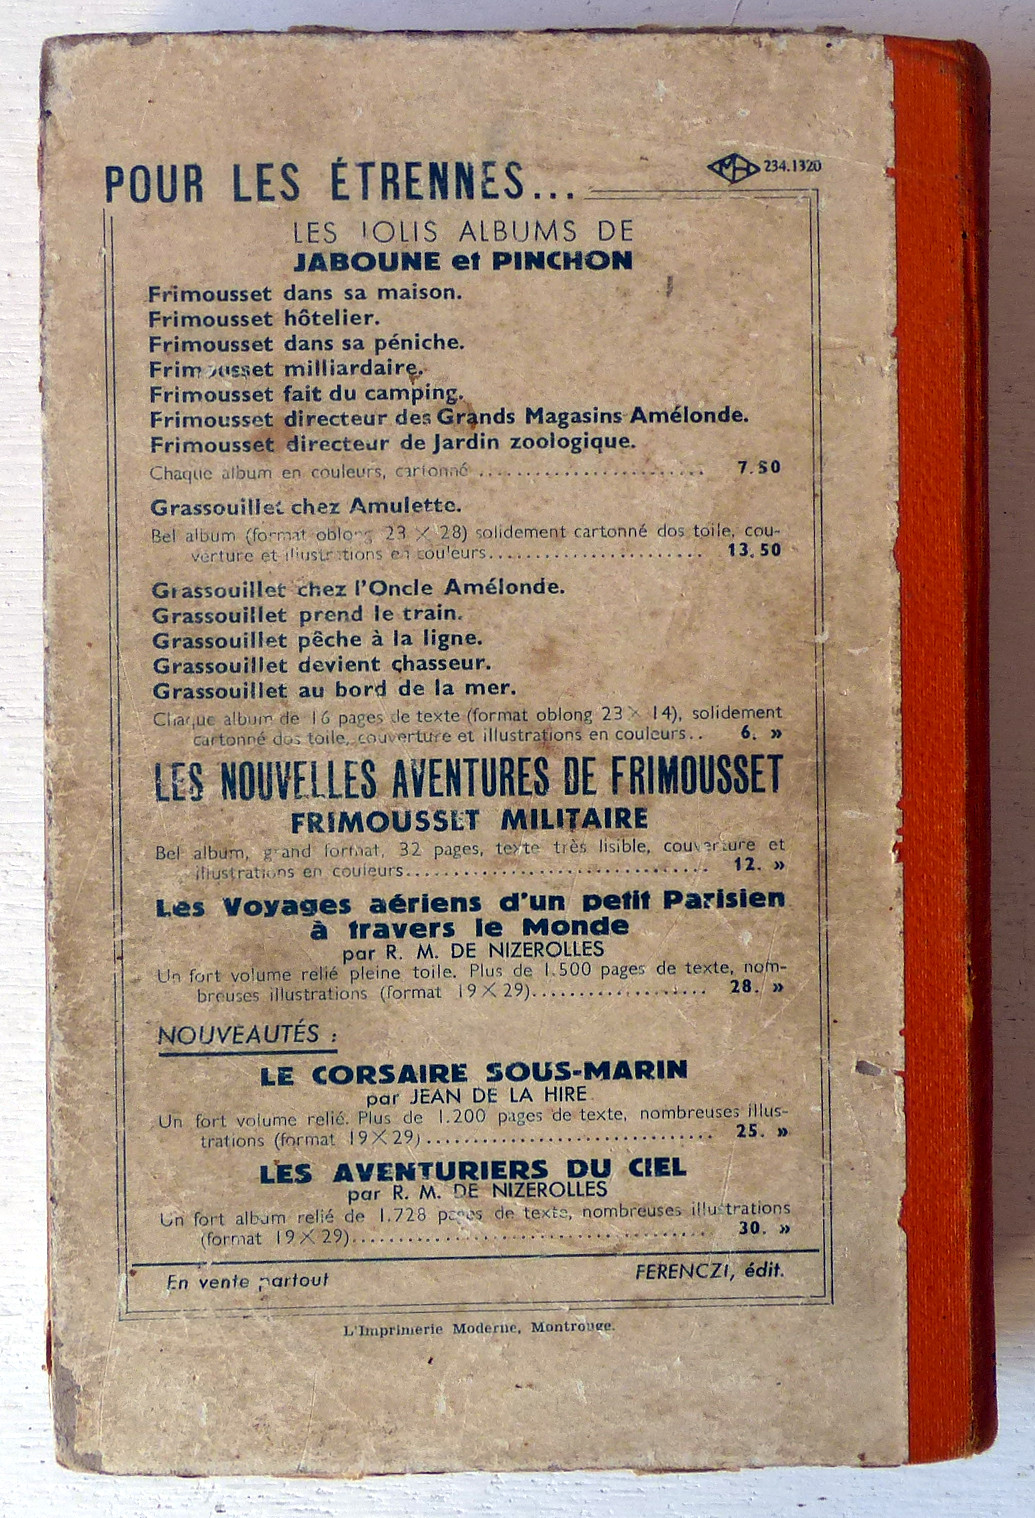 POUR LES ÉTRENNES...
234.1320
LES JOLIS ALBUMS DE
JABOUNE et PINCHON
Frimousset dans sa maison.
Frimousset hôtelier.
Frimousset dans sa péniche.
Frimousset milliardaire.
Frimousset fait du camping.
Frimousset directeur des Grands Magasins Amélonde.
Frimousset directeur de Jardin zoologique.
Chaque album en couleurs, cartonné ........................ 7.50
Grassouillet chez Amulette.
Bel album (format oblong 23 × 28) solidement cartonné dos toile, cou-
verture et illustrations en couleurs........................ 13.50
Grassouillet chez l'Oncle Amélonde.
Grassouillet prend le train.
Grassouillet pêche à la ligne.
Grassouillet devient chasseur.
Grassouillet au bord de la mer.
Chaque album de 16 pages de texte (format oblong 23 × 14), solidement
cartonné dos toile, couverture et illustrations en couleurs.. 6. »
LES NOUVELLES AVENTURES DE FRIMOUSSET
FRIMOUSSET MILITAIRE
Bel album, grand format, 32 pages, texte très lisible, couverture et
illustrations en couleurs................................ 12. »
Les Voyages aériens d'un petit Parisien
à travers le Monde
par R. M. DE NIZEROLLES
Un fort volume relié pleine toile. Plus de 1.500 pages de texte, nom-
breuses illustrations (format 19 × 29)................... 28. »
NOUVEAUTÉS :
LE CORSAIRE SOUS-MARIN
par JEAN DE LA HIRE
Un fort volume relié. Plus de 1.200 pages de texte, nombreuses illus-
trations (format 19 × 29)............................... 25. »
LES AVENTURIERS DU CIEL
par R. M. DE NIZEROLLES
Un fort album relié de 1.728 pages de texte, nombreuses illustrations
(format 19 × 29)....................................... 30. »
En vente partout
FERENCZI, édit.
L'Imprimerie Moderne, Montrouge.